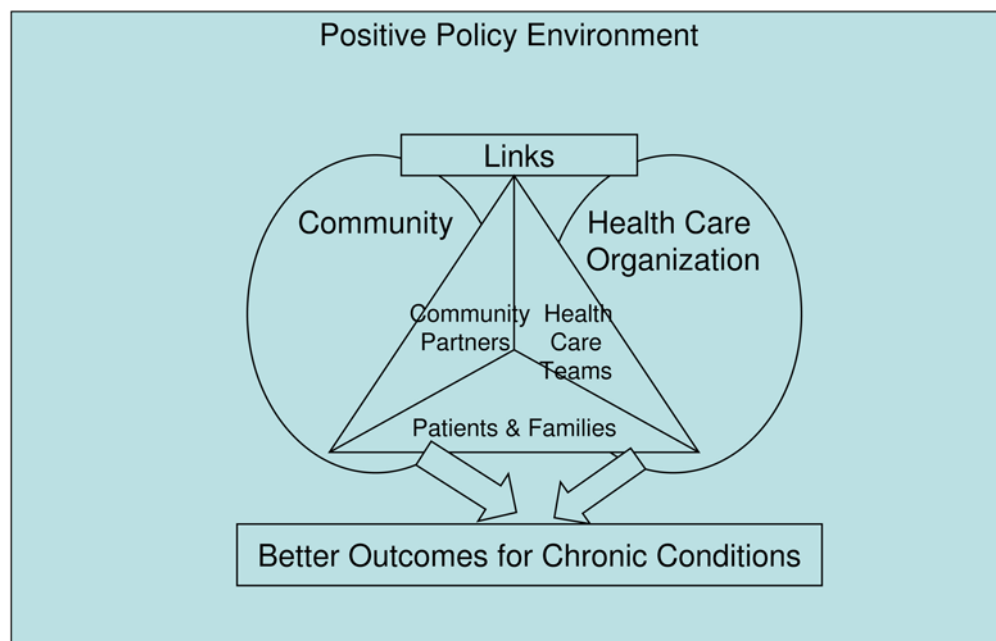 Positive Policy Environment
Links
Community
Health Care
Organization
Community
Partners
Health
Care
Teams
Patients & Families
Better Outcomes for Chronic Conditions